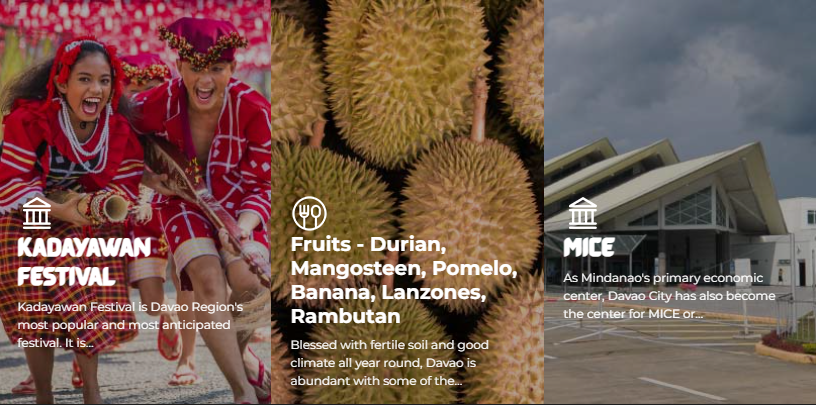 KADAYAWAN
FESTIVAL
Kadayawan Festival is Davao Region's
most popular and most anticipated
festival. It is...
Fruits - Durian,
Mangosteen, Pomelo,
Banana, Lanzones,
Rambutan
Blessed with fertile soil and good
climate all year round, Davao is
abundant with some of the...
MICE
As Mindanao's primary economic
center, Davao City has also become
the center for MICE or...